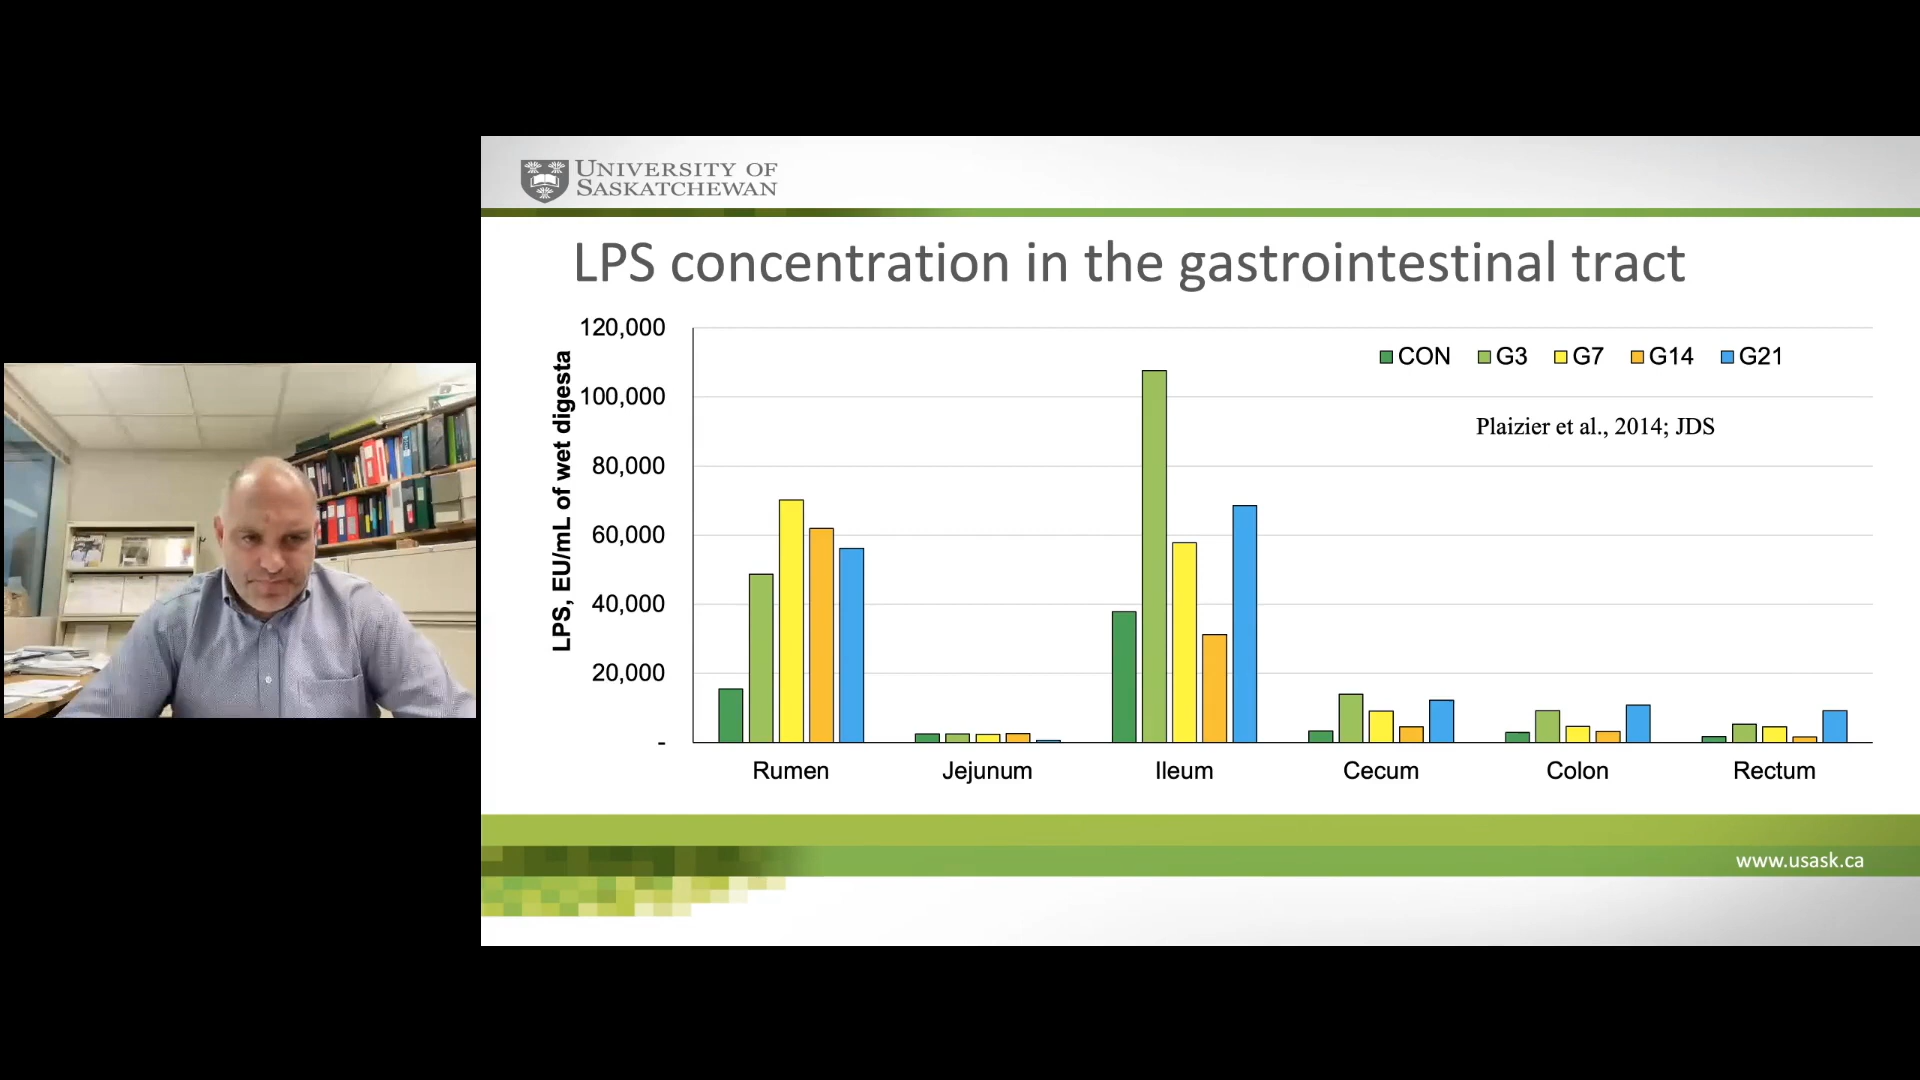 UNIVERSITY OF
SASKATCHEWAN
LPS concentration in the gastrointestinal tract
LPS, EU/mL of wet digesta
120,000
100,000
80,000
60,000
40,000
20,000
-
CON G3 G7 G14 G21
Plaizier et al., 2014; JDS
Rumen Jejunum Ileum Cecum Colon Rectum
www.usask.ca